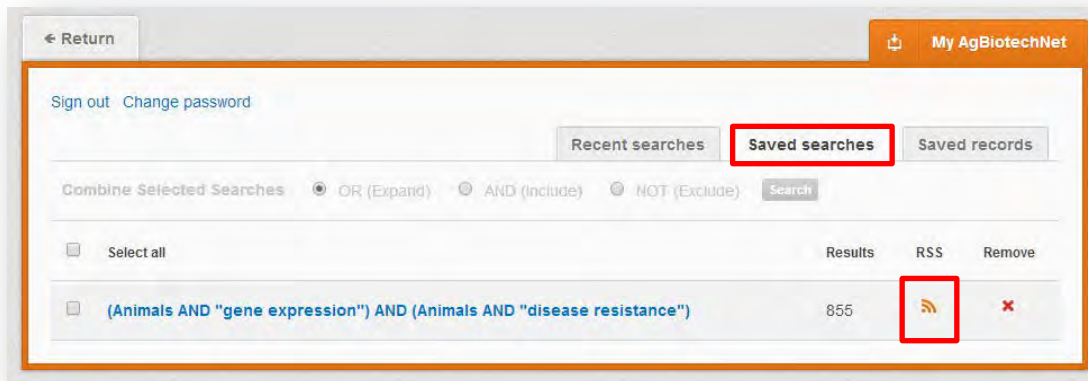 ← Return
My AgBiotechNet
Sign out Change password
Recent searches Saved searches Saved records
Combine Selected Searches OR (Expand) AND (Include) NOT (Exclude) Search
Select all Results RSS Remove
(Animals AND "gene expression") AND (Animals AND "disease resistance") 855